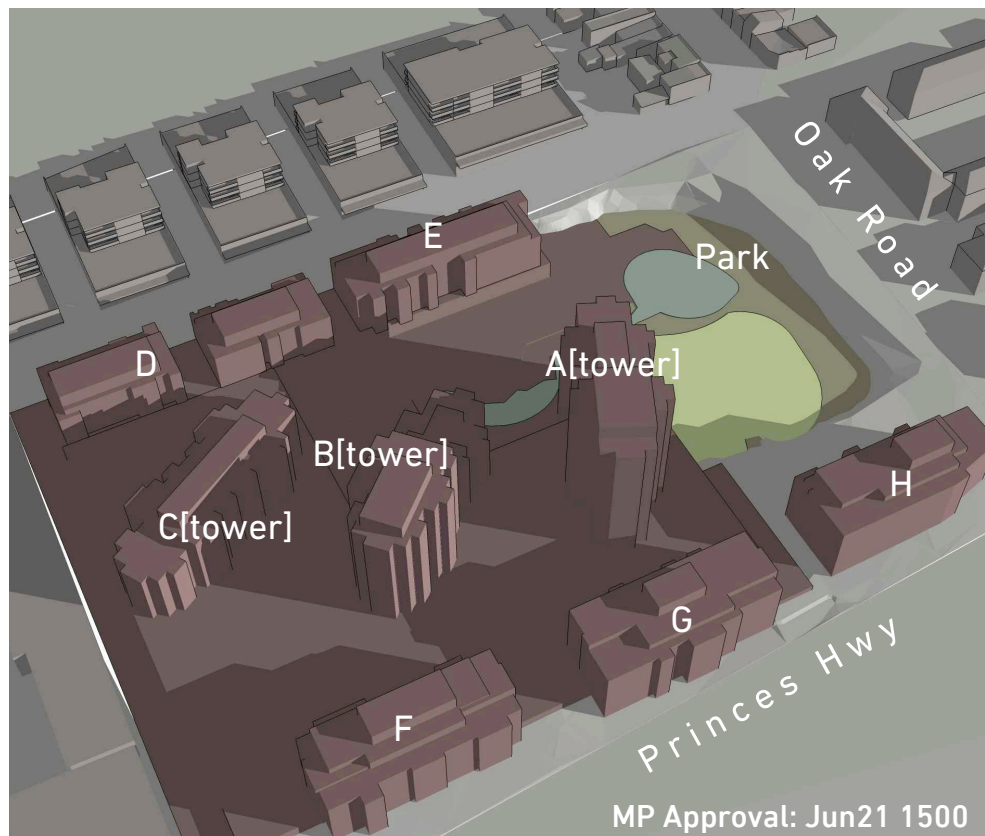 Oak Road
E
Park
D
A[tower]
B[tower]
H
C[tower]
G
F
Princes Hwy
MP Approval: Jun21 1500